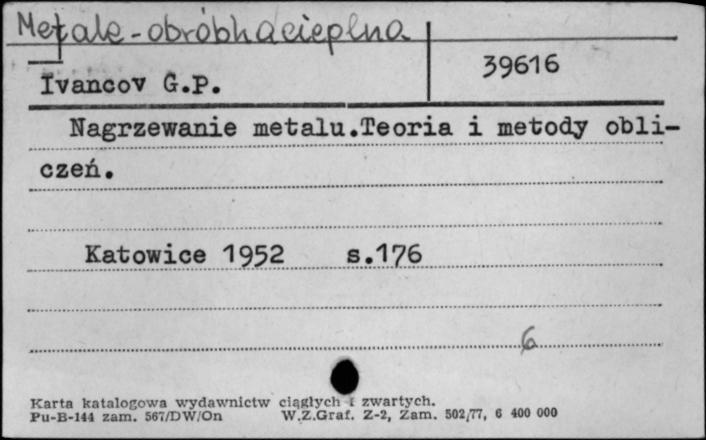 Metale - obróbka cieplna
39616
Ivancov G.P.
Nagrzewanie metalu.Teoria i metody obli-
czeń.
Katowice 1952 s.176
6
Karta katalogowa wydawnictw ciągłych i zwartych.
Pu-B-144 zam. 567/DW/On W.Z.Graf. Z-2, Zam. 502/77, 6 400 000